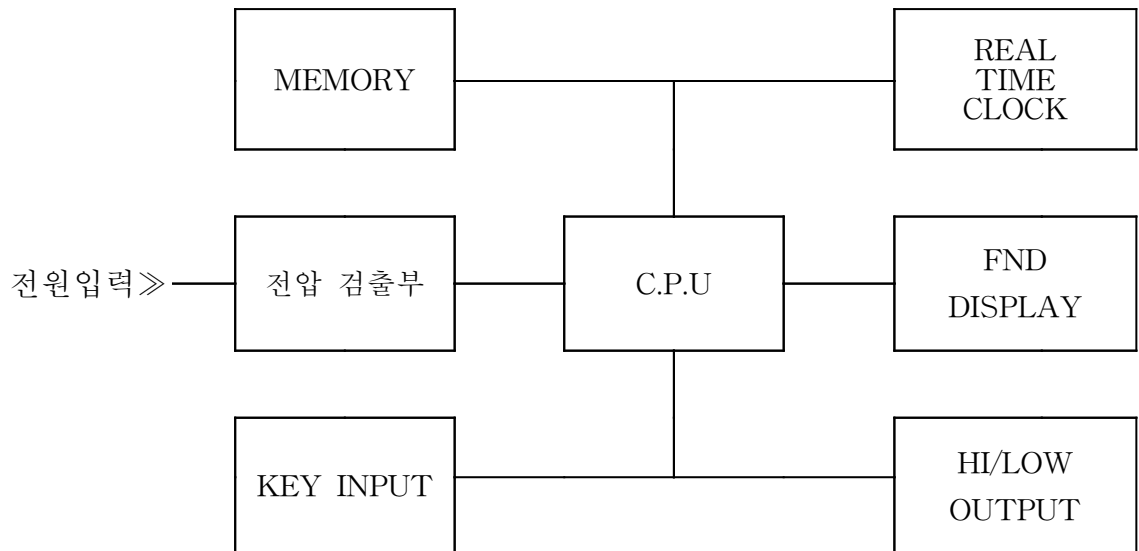 MEMORY
REAL
TIME
CLOCK
전원입력≫
전압 검출부
C.P.U
FND
DISPLAY
KEY INPUT
HI/LOW
OUTPUT